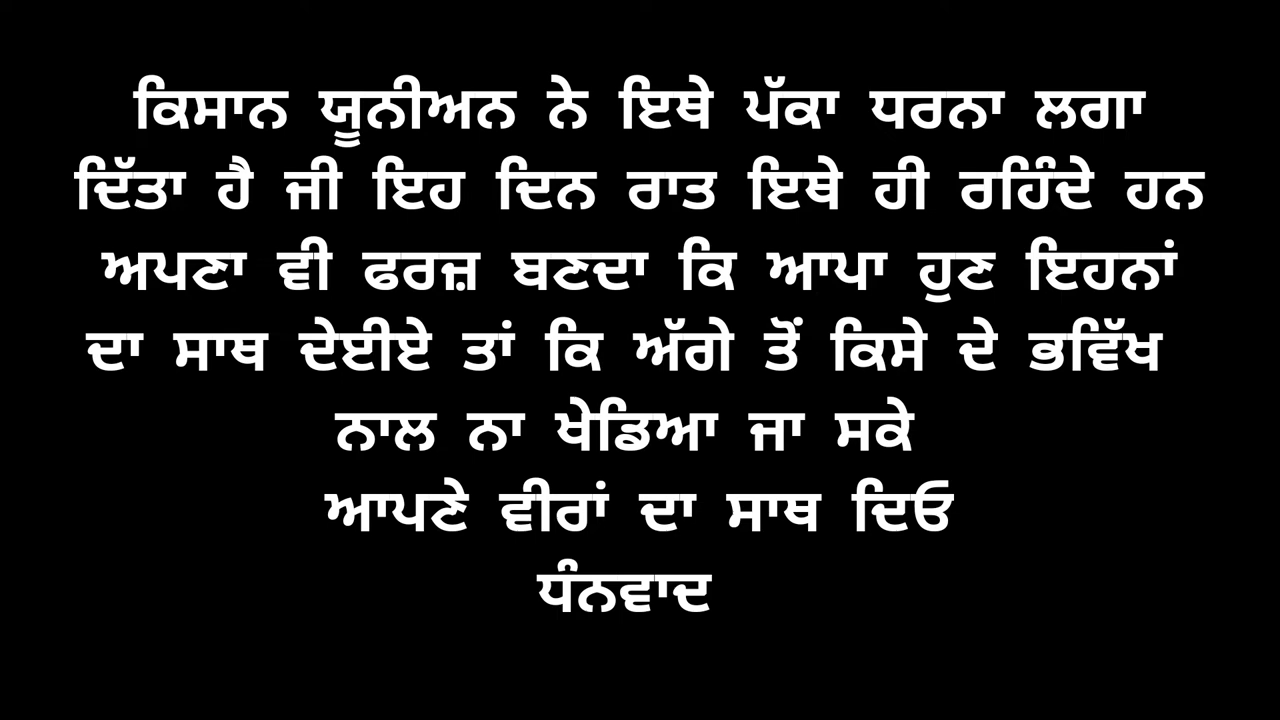 ਕਿਸਾਨ ਯੂਨੀਅਨ ਨੇ ਇਥੇ ਪੱਕਾ ਧਰਨਾ ਲਗਾ
ਦਿੱਤਾ ਹੈ ਜੀ ਇਹ ਦਿਨ ਰਾਤ ਇਥੇ ਹੀ ਰਹਿੰਦੇ ਹਨ
ਅਪਣਾ ਵੀ ਫਰਜ਼ ਬਣਦਾ ਕਿ ਆਪਾ ਹੁਣ ਇਹਨਾਂ
ਦਾ ਸਾਥ ਦੇਈਏ ਤਾਂ ਕਿ ਅੱਗੇ ਤੋਂ ਕਿਸੇ ਦੇ ਭਵਿੱਖ
ਨਾਲ ਨਾ ਖੇਡਿਆ ਜਾ ਸਕੇ
ਆਪਣੇ ਵੀਰਾਂ ਦਾ ਸਾਥ ਦਿਓ
ਧੰਨਵਾਦ